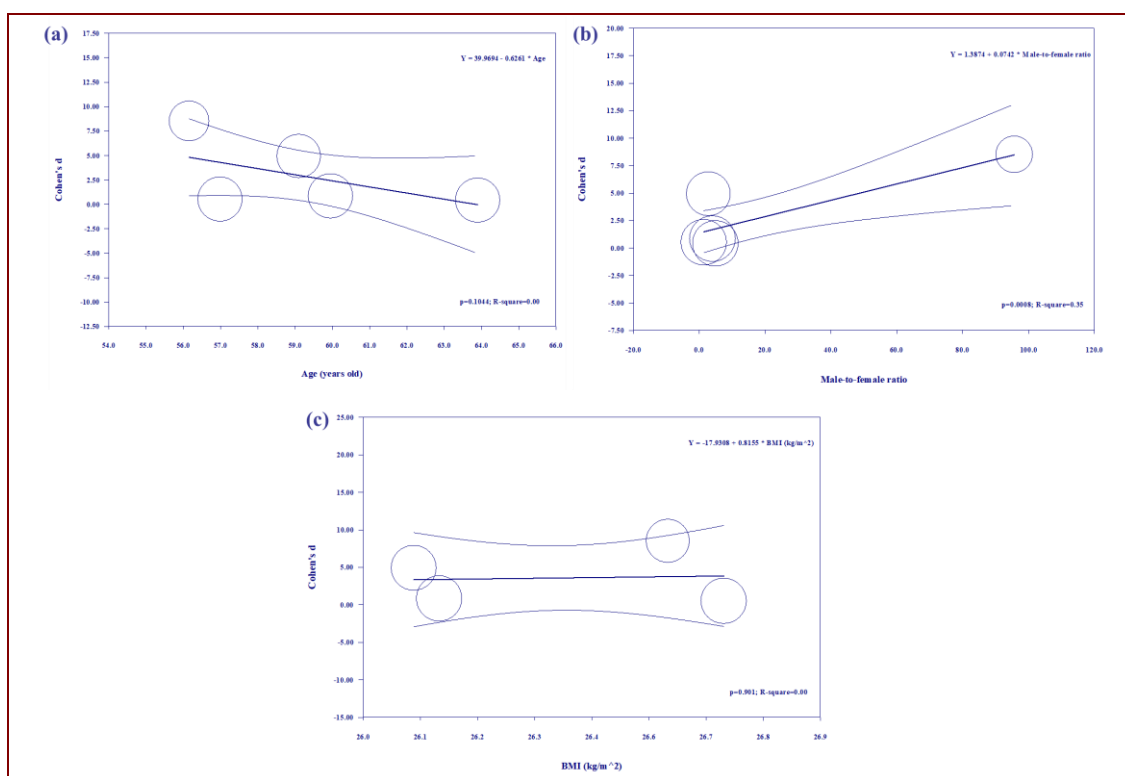 (a)
17.50
15.00
12.50
10.00
7.50
5.00
2.50
0.00
-2.50
-5.00
-7.50
-10.00
-12.50
Cohen's d
Y = 39.9694 - 0.6261 * Age
p=0.1044; R-square=0.00
54.0 55.0 56.0 57.0 58.0 59.0 60.0 61.0 62.0 63.0 64.0 65.0 66.0
Age (years old)
(b)
20.00
17.50
15.00
12.50
10.00
7.50
5.00
2.50
0.00
-2.50
-5.00
7.50
Cohen's d
Y = 1.3874 + 0.0742 * Male-to-female ratio
p=0.0008; R-square=0.35
-20.0 0.0 20.0 40.0 60.0 80.0 100.0 120.0
Male-to-female ratio
(c)
25.00
20.00
15.00
10.00
5.00
0.00
-5.00
-10.00
-15.00
Cohen's d
Y = -17.9308 + 0.8155 * BMI (kg/m^2)
p=0.901; R-square=0.00
26.0 26.1 26.2 26.3 26.4 26.5 26.6 26.7 26.8 26.9
BMI (kg/m^2)